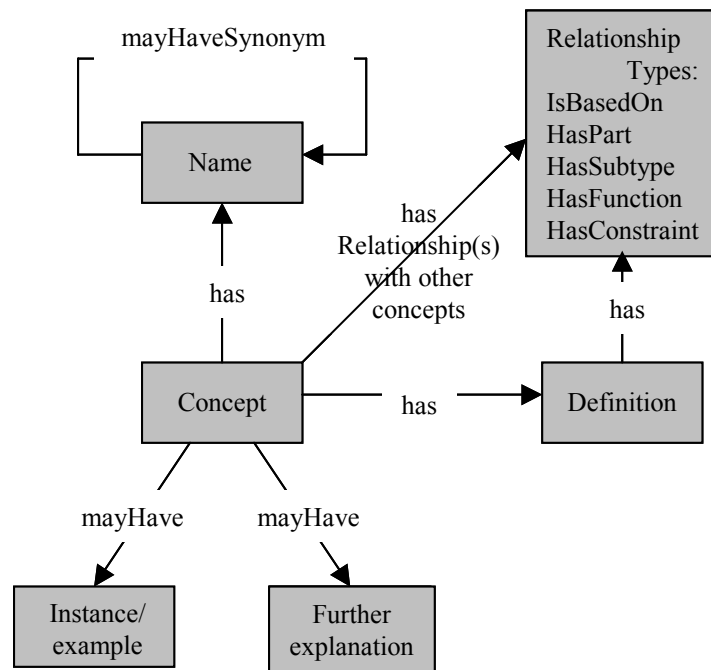 mayHaveSynonym
Relationship
Types:
IsBasedOn
HasPart
HasSubtype
HasFunction
HasConstraint
Name
has
Relationship(s)
with other
concepts
has
has
Concept
has
Definition
mayHave
mayHave
Instance/
example
Further
explanation